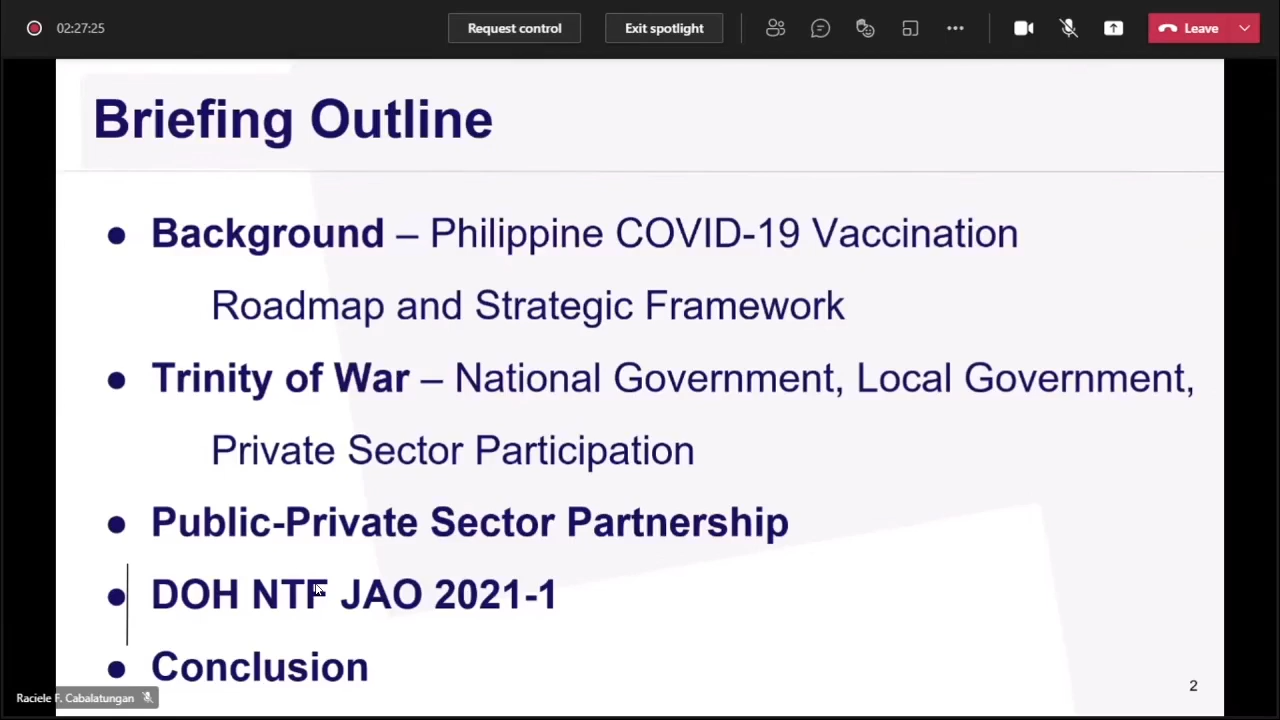 02:27:25
Request control
Exit spotlight
Leave
Briefing Outline
● Background – Philippine COVID-19 Vaccination
Roadmap and Strategic Framework
● Trinity of War – National Government, Local Government,
Private Sector Participation
● Public-Private Sector Partnership
● DOH NTF JAO 2021-1
● Conclusion
Raciele F. Cabalatungan
2